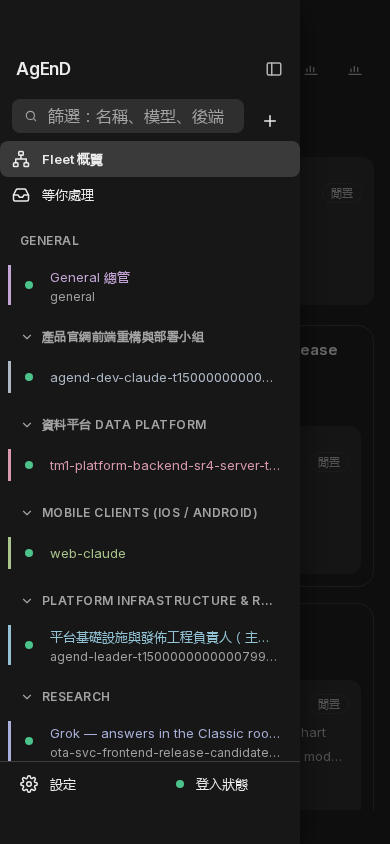 AgEnD
篩選：名稱、模型、後端
Fleet 概覽
等你處理
GENERAL
General 總管
general
產品官網前端重構與部署小組
agend-dev-claude-t15000000000…
資料平台 DATA PLATFORM
tm1-platform-backend-sr4-server-t…
MOBILE CLIENTS (IOS / ANDROID)
web-claude
PLATFORM INFRASTRUCTURE & R…
平台基礎設施與發佈工程負責人（主…
agend-leader-t1500000000000799…
RESEARCH
Grok — answers in the Classic roo…
ota-svc-frontend-release-candidate…
設定
登入狀態
閒置
ease
閒置
閒置
hart
mod…